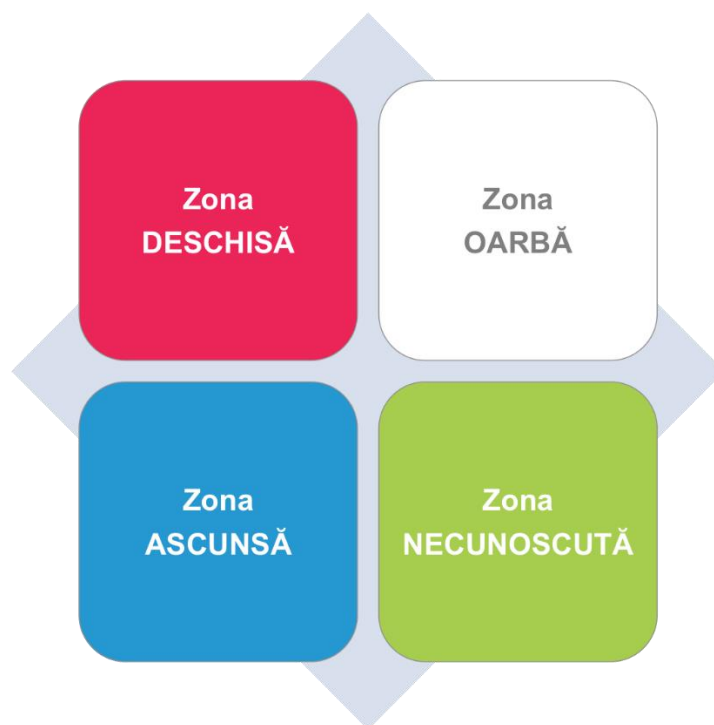 Zona
DESCHISĂ
Zona
OARBĂ
Zona
ASCUNSĂ
Zona
NECUNOSCUTĂ